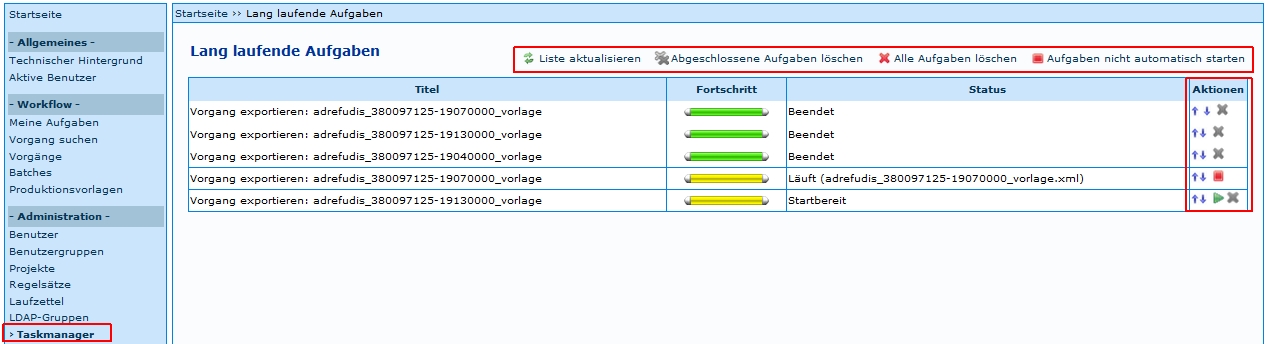 Startseite
- Allgemeines -
Technischer Hintergrund
Aktive Benutzer
- Workflow -
Meine Aufgaben
Vorgang suchen
Vorgänge
Batches
Produktionsvorlagen
- Administration -
Benutzer
Benutzergruppen
Projekte
Regelsätze
Laufzettel
LDAP-Gruppen
› Taskmanager
Startseite ›› Lang laufende Aufgaben
Lang laufende Aufgaben
Liste aktualisieren Abgeschlossene Aufgaben löschen Alle Aufgaben löschen Aufgaben nicht automatisch starten
Titel Fortschritt Status Aktionen
Vorgang exportieren: adrefudis_380097125-19070000_vorlage Beendet
Vorgang exportieren: adrefudis_380097125-19130000_vorlage Beendet
Vorgang exportieren: adrefudis_380097125-19040000_vorlage Beendet
Vorgang exportieren: adrefudis_380097125-19070000_vorlage Läuft (adrefudis_380097125-19070000_vorlage.xml)
Vorgang exportieren: adrefudis_380097125-19130000_vorlage Startbereit